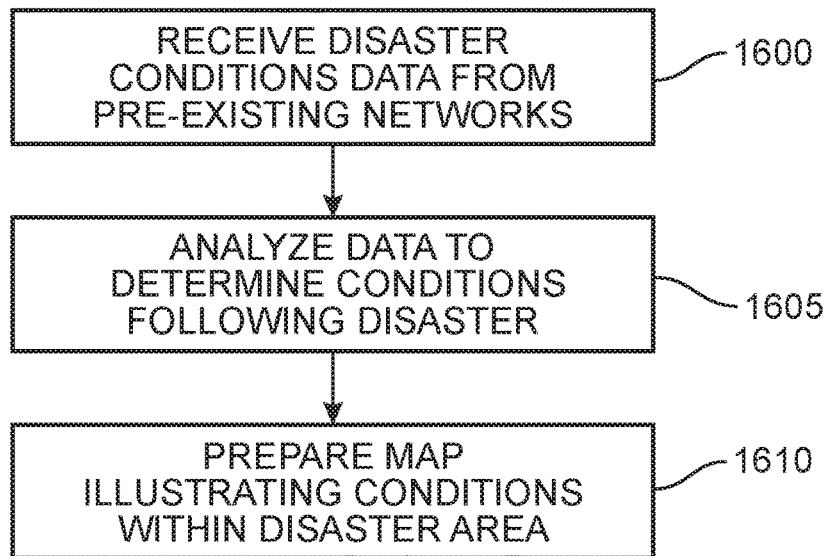 RECEIVE DISASTER
CONDITIONS DATA FROM
PRE-EXISTING NETWORKS
1600
ANALYZE DATA TO
DETERMINE CONDITIONS
FOLLOWING DISASTER
1605
PREPARE MAP
ILLUSTRATING CONDITIONS
WITHIN DISASTER AREA
1610